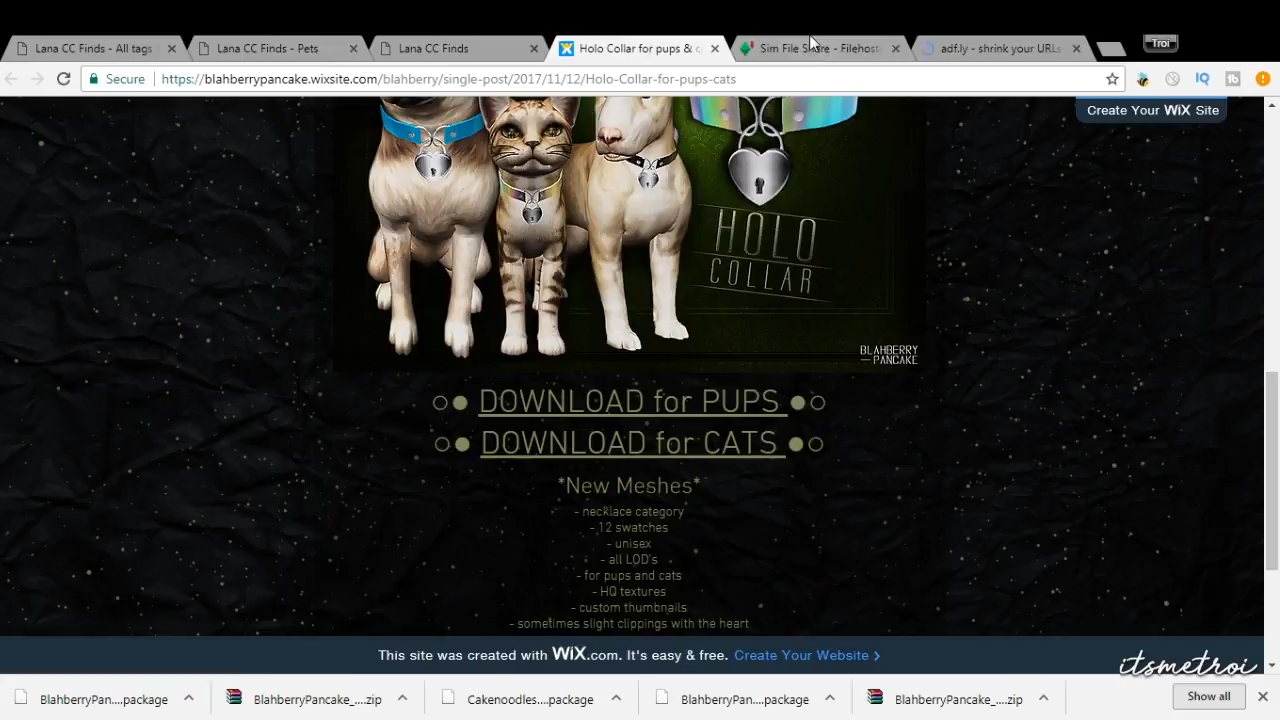 Lana CC Finds - All tags
Lana CC Finds - Pets
Lana CC Finds
Holo Collar for pups & c
Sim File Share - Filehost
adf.ly - shrink your URLs
Troi
Secure
https://blahberrypancake.wixsite.com/blahberry/single-post/2017/11/12/Holo-Collar-for-pups-cats
IQ
tb
Create Your WiX Site
HOLO
COLLAR
BLAHBERRY
PANCAKE
DOWNLOAD for PUPS
DOWNLOAD for CATS
*New Meshes*
- necklace category
- 12 swatches
- unisex
- all LOD's
- for pups and cats
- HQ textures
- custom thumbnails
- sometimes slight clippings with the heart
This site was created with WiX.com. It's easy & free. Create Your Website >
itsmetroi
BlahberryPan....package
BlahberryPancake_....zip
Cakenoodles....package
BlahberryPan....package
BlahberryPancake_....zip
Show all